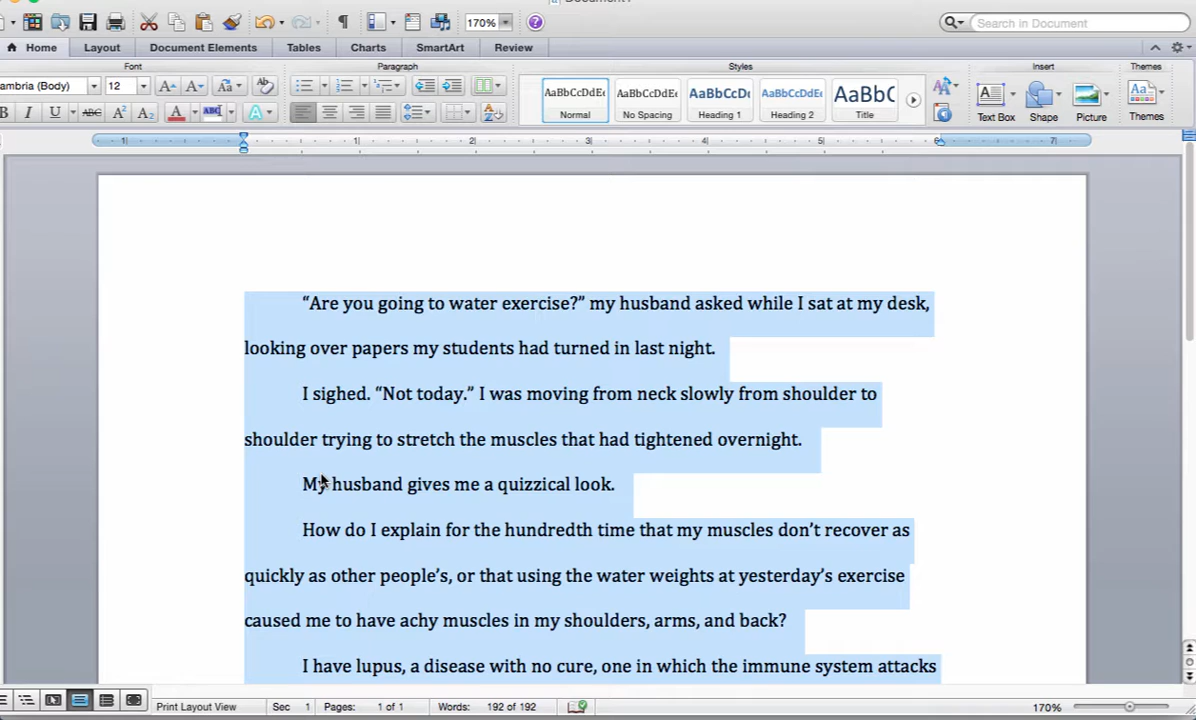 170%
Search in Document
Home Layout Document Elements Tables Charts SmartArt Review
Font Paragraph Styles Insert Themes
ambria (Body) 12
AaBbCcDdEe AaBbCcDdEe AaBbCcDc AaBbCcDdEe AaBbC
Normal No Spacing Heading 1 Heading 2 Title
Text Box Shape Picture Themes
“Are you going to water exercise?” my husband asked while I sat at my desk,
looking over papers my students had turned in last night.
I sighed. “Not today.” I was moving from neck slowly from shoulder to
shoulder trying to stretch the muscles that had tightened overnight.
My husband gives me a quizzical look.
How do I explain for the hundredth time that my muscles don’t recover as
quickly as other people’s, or that using the water weights at yesterday’s exercise
caused me to have achy muscles in my shoulders, arms, and back?
I have lupus, a disease with no cure, one in which the immune system attacks
Print Layout View Sec 1 Pages: 1 of 1 Words: 192 of 192 170%